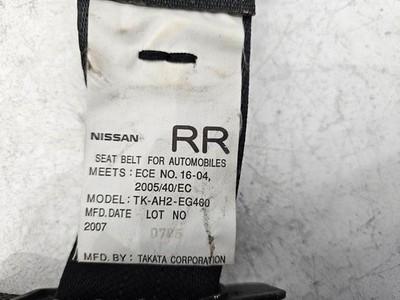 NISSAN RR
SEAT BELT FOR AUTOMOBILES
MEETS : ECE NO. 16-04,
2005/40/EC
MODEL: TK-AH2-EG460
MFD.DATE LOT NO
2007
MFD. BY: TAKATA CORPORATION